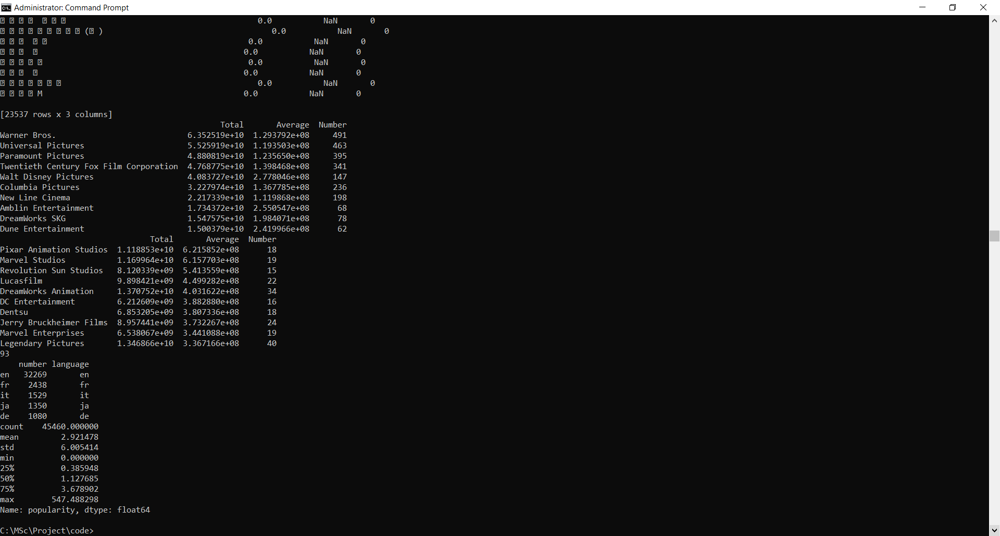 Administrator: Command Prompt
0.0 NaN 0
( ) 0.0 NaN 0
0.0 NaN 0
0.0 NaN 0
0.0 NaN 0
0.0 NaN 0
0.0 NaN 0
M 0.0 NaN 0
[23537 rows x 3 columns]
Total Average Number
Warner Bros. 6.352519e+10 1.293792e+08 491
Universal Pictures 5.525919e+10 1.193503e+08 463
Paramount Pictures 4.880819e+10 1.235650e+08 395
Twentieth Century Fox Film Corporation 4.768775e+10 1.398468e+08 341
Walt Disney Pictures 4.083727e+10 2.778046e+08 147
Columbia Pictures 3.227974e+10 1.367785e+08 236
New Line Cinema 2.217339e+10 1.119868e+08 198
Amblin Entertainment 1.734372e+10 2.550547e+08 68
DreamWorks SKG 1.547575e+10 1.984071e+08 78
Dune Entertainment 1.500379e+10 2.419966e+08 62
Total Average Number
Pixar Animation Studios 1.118853e+10 6.215852e+08 18
Marvel Studios 1.169964e+10 6.157703e+08 19
Revolution Sun Studios 8.120339e+09 5.413559e+08 15
Lucasfilm 9.898421e+09 4.499282e+08 22
DreamWorks Animation 1.370752e+10 4.031622e+08 34
DC Entertainment 6.212609e+09 3.882880e+08 16
Dentsu 6.853205e+09 3.807336e+08 18
Jerry Bruckheimer Films 8.957441e+09 3.732267e+08 24
Marvel Enterprises 6.538067e+09 3.441088e+08 19
Legendary Pictures 1.346866e+10 3.367166e+08 40
93
number language
en 32269 en
fr 2438 fr
it 1529 it
ja 1350 ja
de 1080 de
count 45460.000000
mean 2.921478
std 6.005414
min 0.000000
25% 0.385948
50% 1.127685
75% 3.678902
max 547.488298
Name: popularity, dtype: float64
C:\MSc\Project\code>